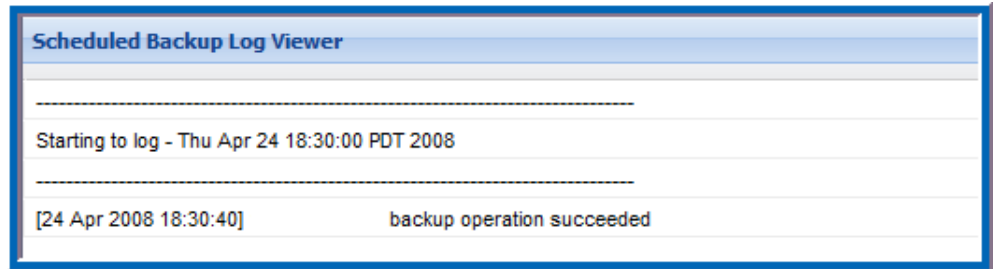 Scheduled Backup Log Viewer
--------------------------------------------------------------------------------
Starting to log - Thu Apr 24 18:30:00 PDT 2008
--------------------------------------------------------------------------------
[24 Apr 2008 18:30:40] backup operation succeeded